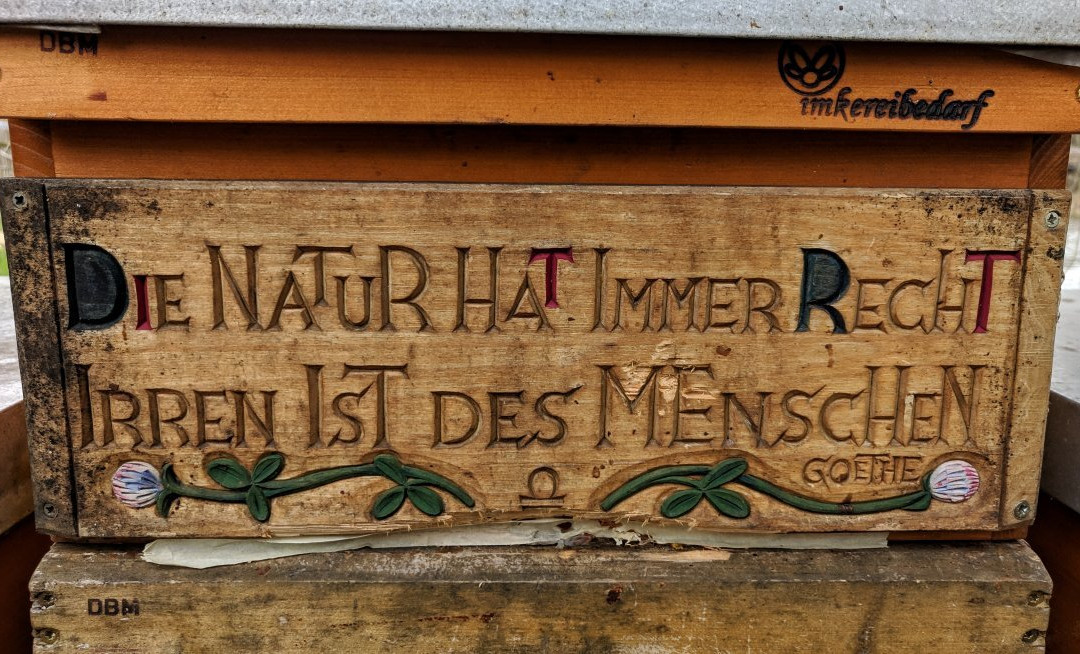 DBM
imkereibedarf
DIE NATUR HAT IMMER RECHT
IRREN IST DES MENSCHEN
GOETHE
DBM